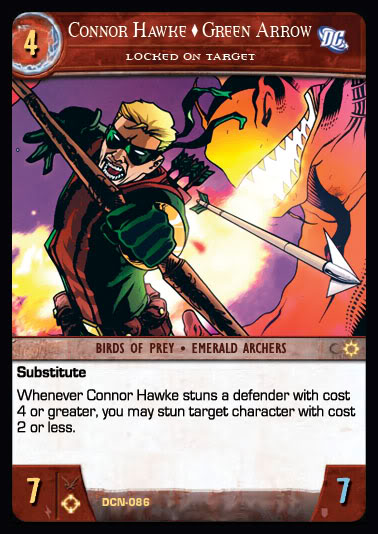 4
CONNOR HAWKE ♦ GREEN ARROW
DC
LOCKED ON TARGET
BIRDS OF PREY • EMERALD ARCHERS
C
Substitute
Whenever Connor Hawke stuns a defender with cost
4 or greater, you may stun target character with cost
2 or less.
7
DCN-086
7